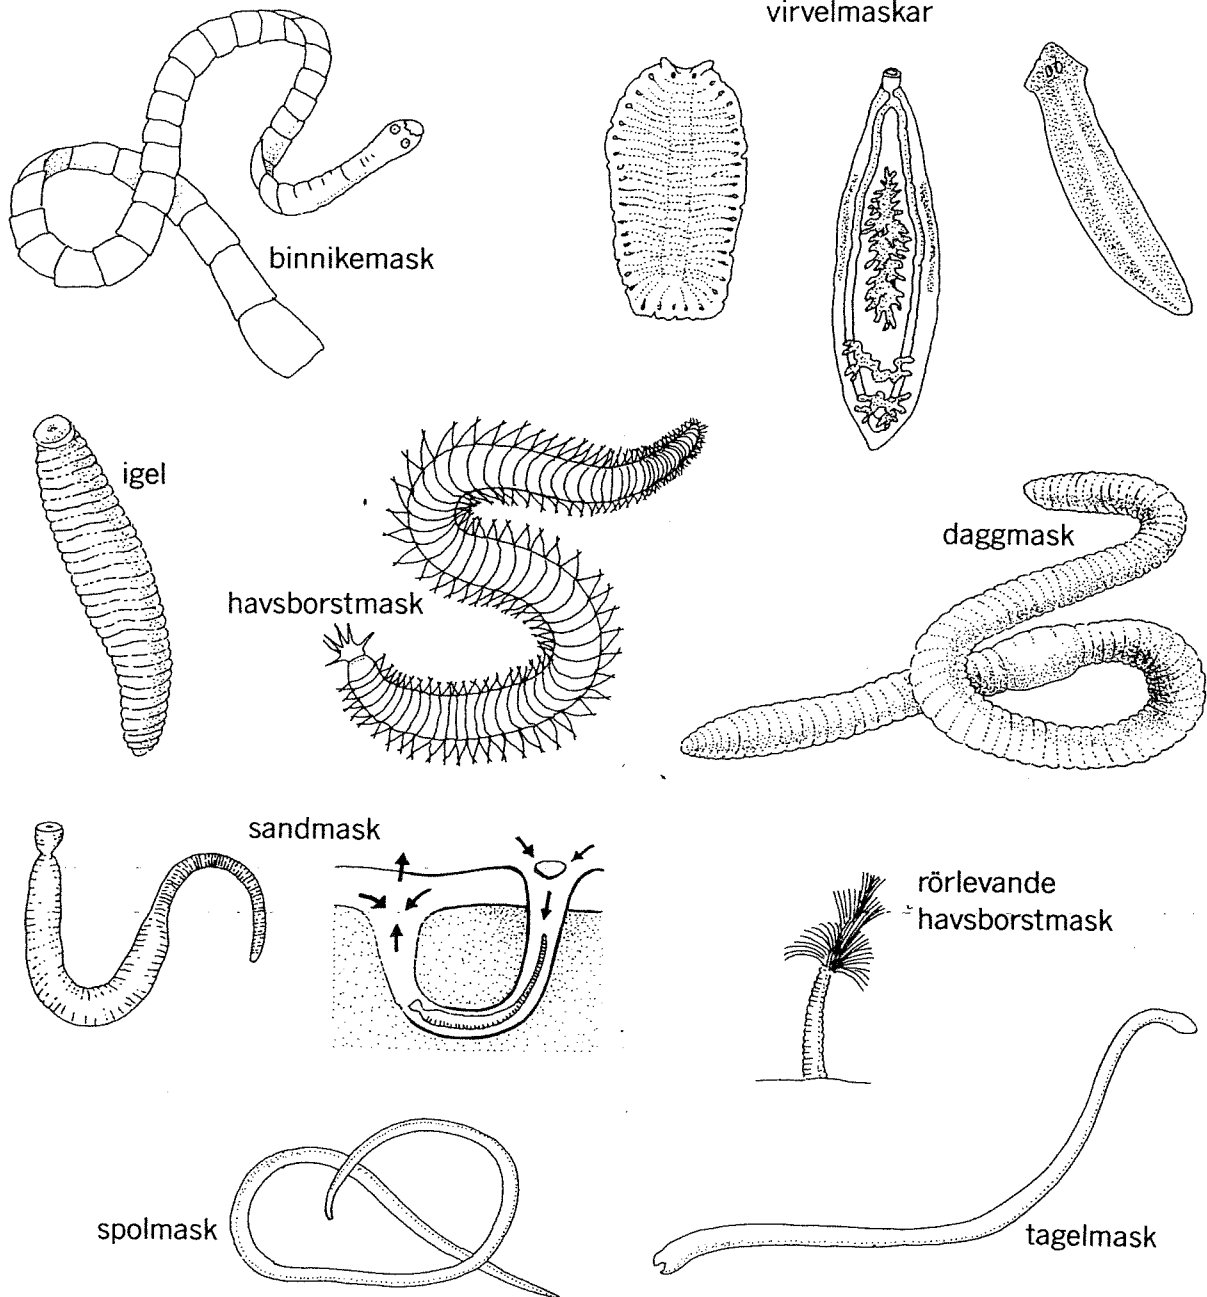 virvelmaskar
binnikemask
igel
daggmask
havsborstmask
sandmask
rörlevande
havsborstmask
spolmask
tagelmask